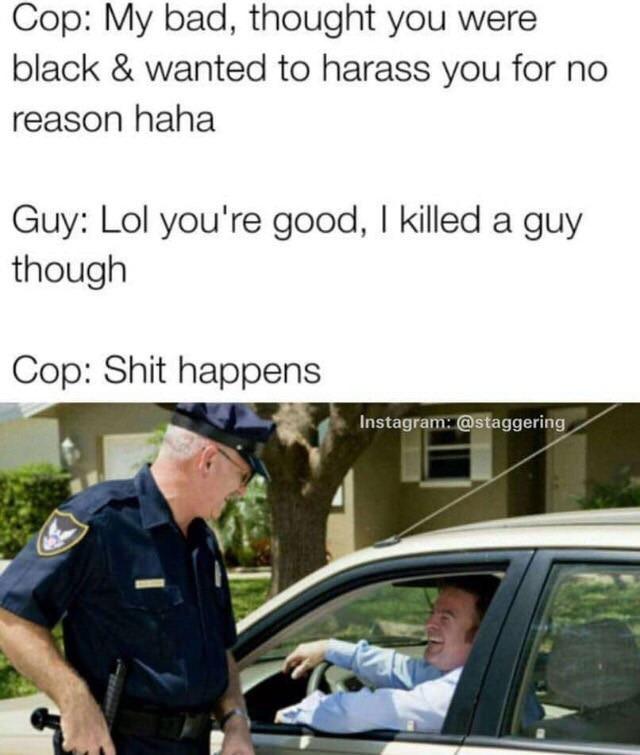 Cop: My bad, thought you were
black & wanted to harass you for no
reason haha
Guy: Lol you're good, I killed a guy
though
Cop: Shit happens
Instagram: @staggering